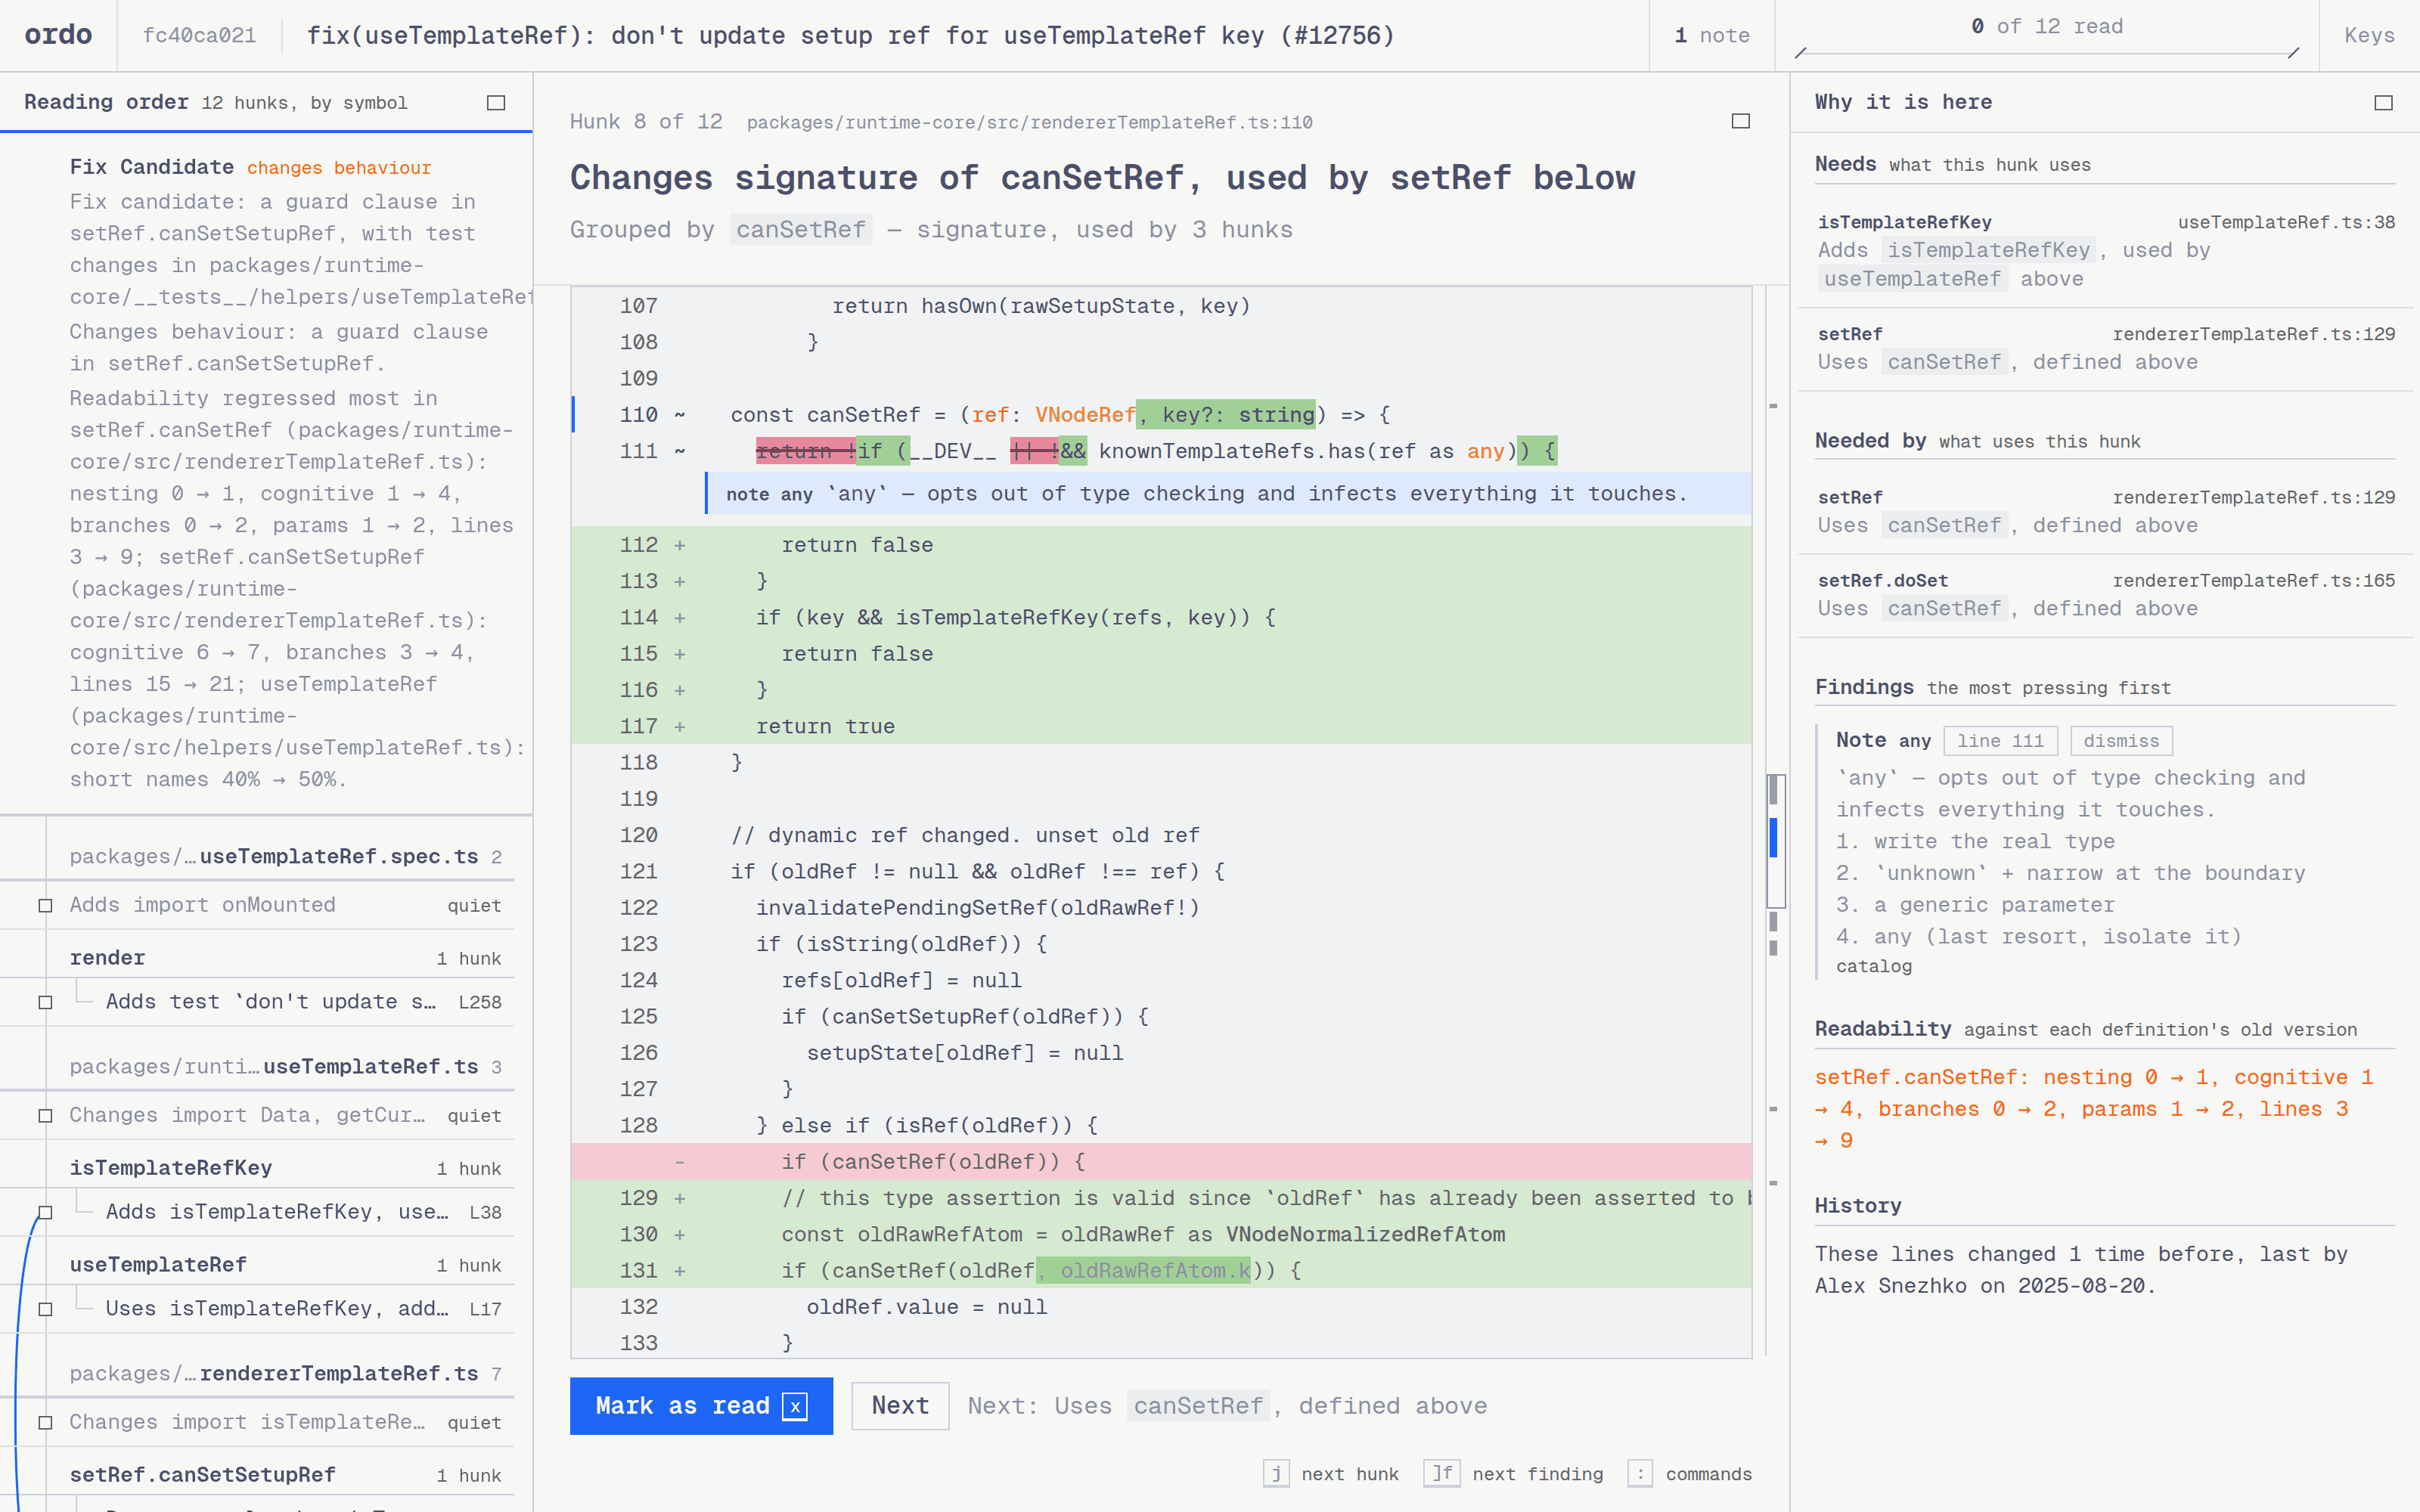 ordo
fc40ca021
fix(useTemplateRef): don't update setup ref for useTemplateRef key (#12756)
1 note
0 of 12 read
Keys
Reading order 12 hunks, by symbol
Fix Candidate changes behaviour
Fix candidate: a guard clause in
setRef.canSetSetupRef, with test
changes in packages/runtime-
core/__tests__/helpers/useTemplateRef
Changes behaviour: a guard clause
in setRef.canSetSetupRef.
Readability regressed most in
setRef.canSetRef (packages/runtime-
core/src/rendererTemplateRef.ts):
nesting 0 → 1, cognitive 1 → 4,
branches 0 → 2, params 1 → 2, lines
3 → 9; setRef.canSetSetupRef
(packages/runtime-
core/src/rendererTemplateRef.ts):
cognitive 6 → 7, branches 3 → 4,
lines 15 → 21; useTemplateRef
(packages/runtime-
core/src/helpers/useTemplateRef.ts):
short names 40% → 50%.
packages/…useTemplateRef.spec.ts 2
Adds import onMounted quiet
render 1 hunk
Adds test `don't update s… L258
packages/runti…useTemplateRef.ts 3
Changes import Data, getCur… quiet
isTemplateRefKey 1 hunk
Adds isTemplateRefKey, use… L38
useTemplateRef 1 hunk
Uses isTemplateRefKey, add… L17
packages/…rendererTemplateRef.ts 7
Changes import isTemplateRe… quiet
setRef.canSetSetupRef 1 hunk
Hunk 8 of 12 packages/runtime-core/src/rendererTemplateRef.ts:110
Changes signature of canSetRef, used by setRef below
Grouped by canSetRef — signature, used by 3 hunks
107 return hasOwn(rawSetupState, key)
108 }
109
110 ~ const canSetRef = (ref: VNodeRef, key?: string) => {
111 ~ return !if (__DEV__ || !&& knownTemplateRefs.has(ref as any)) {
note any `any` — opts out of type checking and infects everything it touches.
112 + return false
113 + }
114 + if (key && isTemplateRefKey(refs, key)) {
115 + return false
116 + }
117 + return true
118 }
119
120 // dynamic ref changed. unset old ref
121 if (oldRef != null && oldRef !== ref) {
122 invalidatePendingSetRef(oldRawRef!)
123 if (isString(oldRef)) {
124 refs[oldRef] = null
125 if (canSetSetupRef(oldRef)) {
126 setupState[oldRef] = null
127 }
128 } else if (isRef(oldRef)) {
- if (canSetRef(oldRef)) {
129 + // this type assertion is valid since `oldRef` has already been asserted to
130 + const oldRawRefAtom = oldRawRef as VNodeNormalizedRefAtom
131 + if (canSetRef(oldRef, oldRawRefAtom.k)) {
132 oldRef.value = null
133 }
Mark as read x
Next
Next: Uses canSetRef, defined above
j next hunk ]f next finding : commands
Why it is here
Needs what this hunk uses
isTemplateRefKey useTemplateRef.ts:38
Adds isTemplateRefKey, used by
useTemplateRef above
setRef rendererTemplateRef.ts:129
Uses canSetRef, defined above
Needed by what uses this hunk
setRef rendererTemplateRef.ts:129
Uses canSetRef, defined above
setRef.doSet rendererTemplateRef.ts:165
Uses canSetRef, defined above
Findings the most pressing first
Note any line 111 dismiss
`any` — opts out of type checking and
infects everything it touches.
1. write the real type
2. `unknown` + narrow at the boundary
3. a generic parameter
4. any (last resort, isolate it)
catalog
Readability against each definition's old version
setRef.canSetRef: nesting 0 → 1, cognitive 1
→ 4, branches 0 → 2, params 1 → 2, lines 3
→ 9
History
These lines changed 1 time before, last by
Alex Snezhko on 2025-08-20.